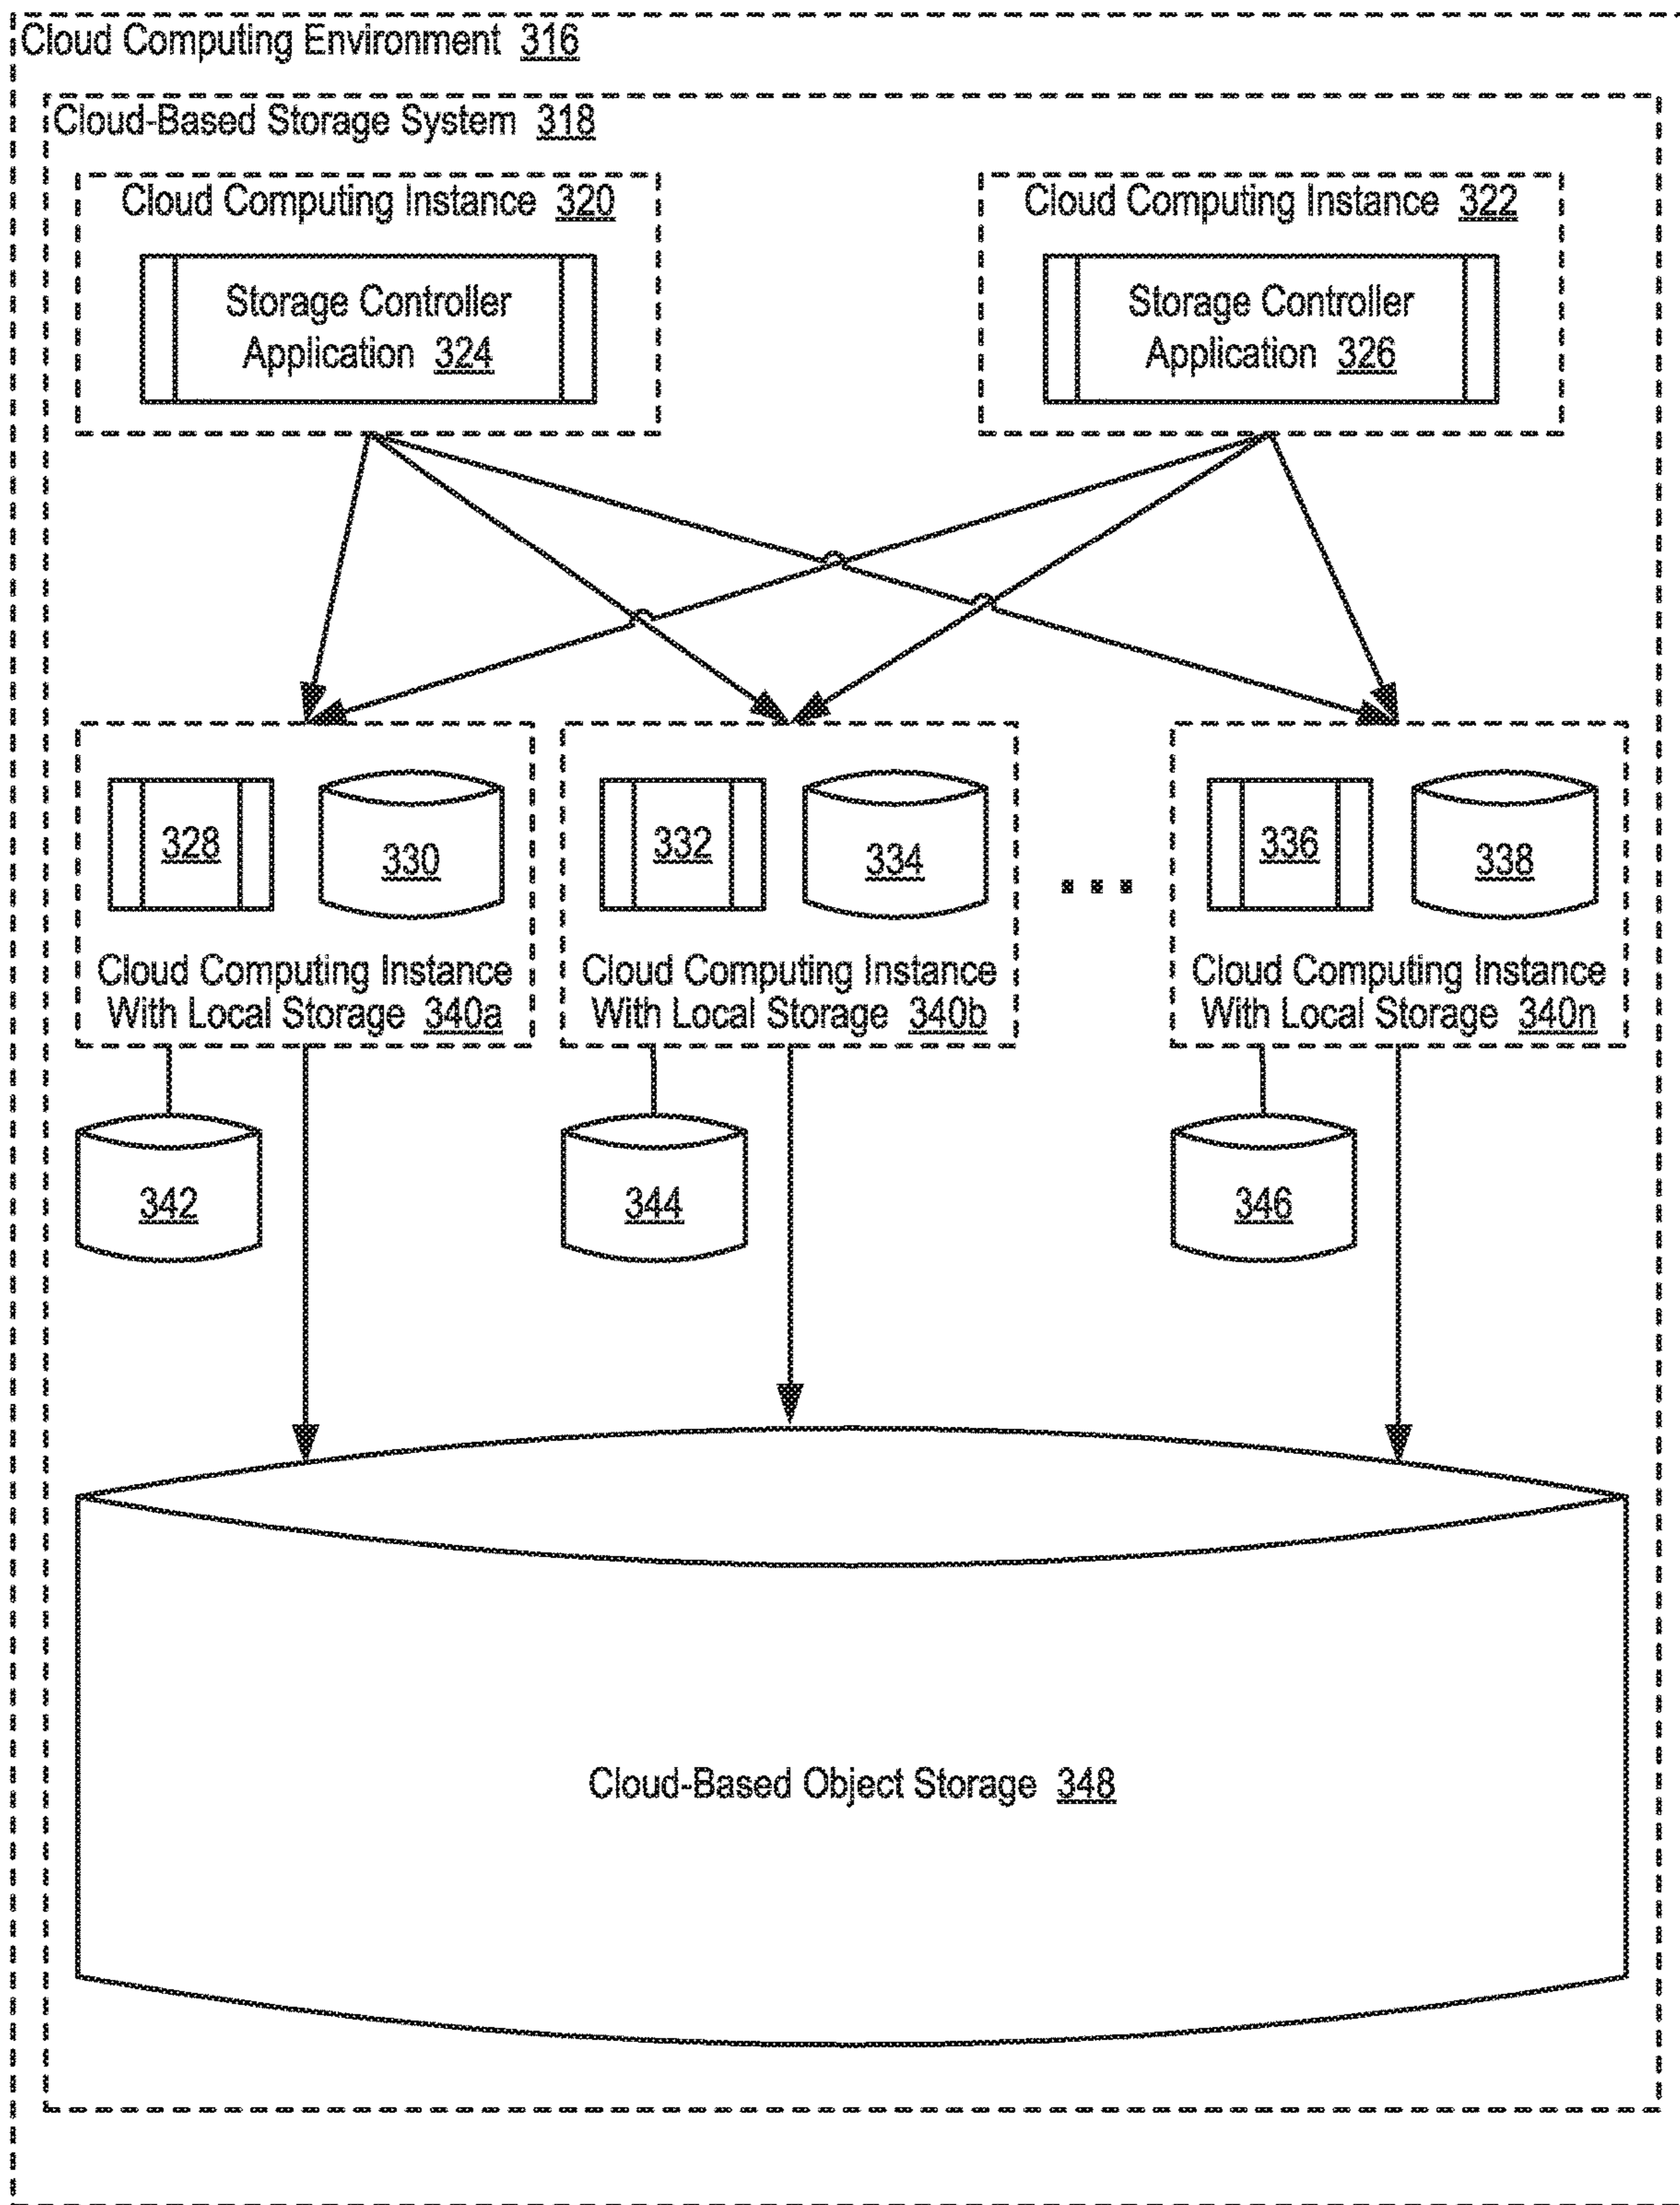 Cloud Computing Environment 316
Cloud-Based Storage System 318
Cloud Computing Instance 320
Storage Controller
Application 324
Cloud Computing Instance 322
Storage Controller
Application 326
328
330
Cloud Computing Instance
With Local Storage 340a
332
334
Cloud Computing Instance
With Local Storage 340b
...
336
338
Cloud Computing Instance
With Local Storage 340n
342
344
346
Cloud-Based Object Storage 348